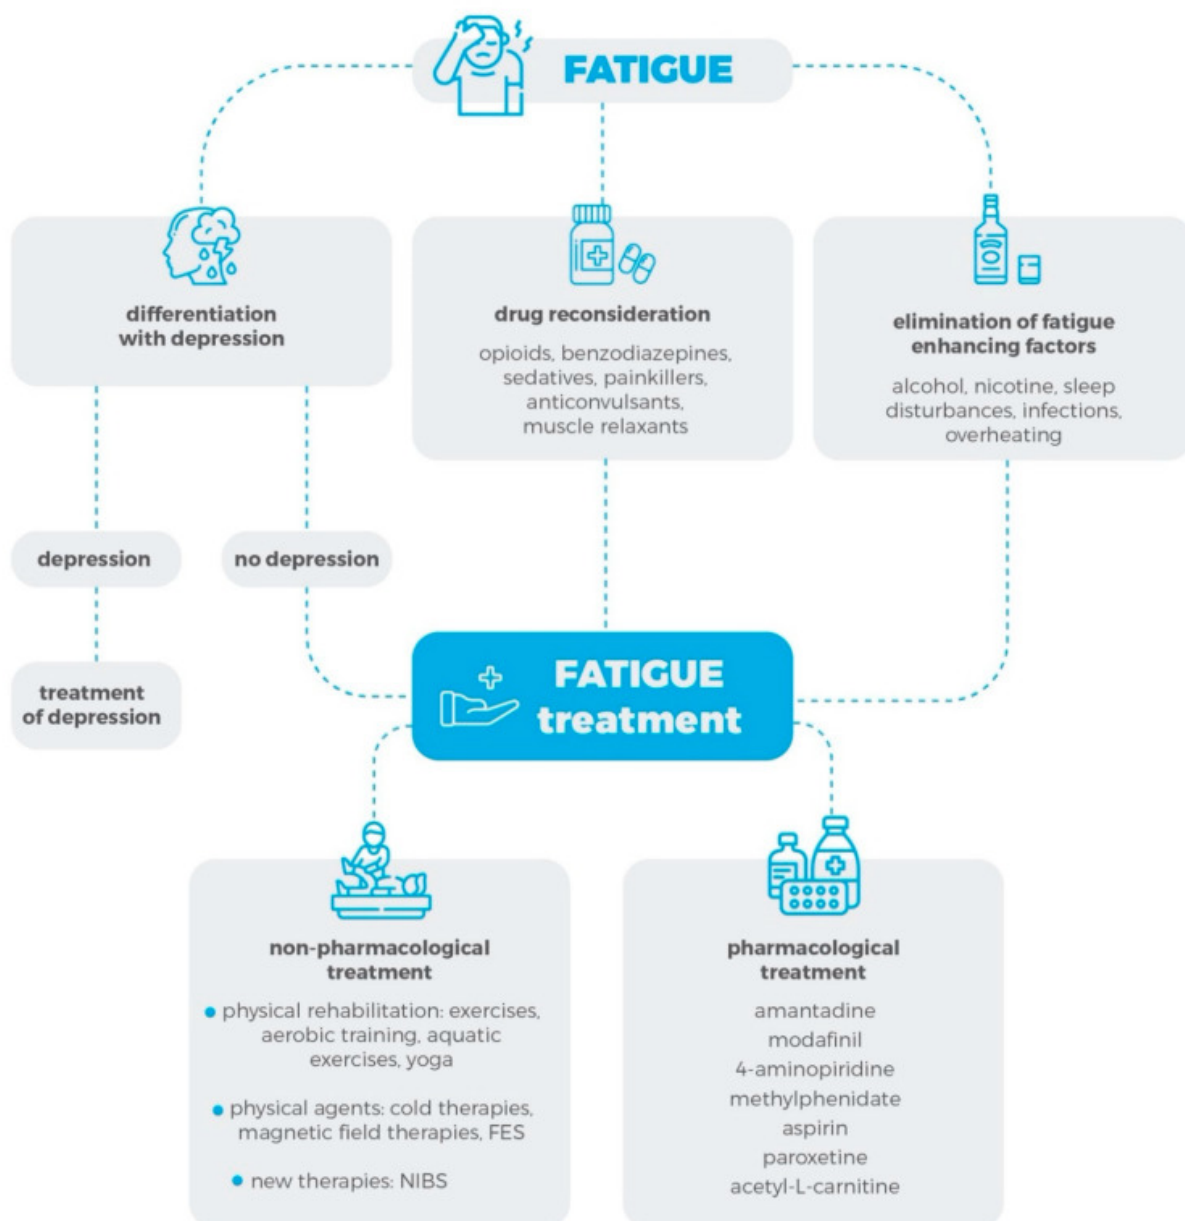 FATIGUE
differentiation
with depression
drug reconsideration
opioids, benzodiazepines,
sedatives, painkillers,
anticonvulsants,
muscle relaxants
elimination of fatigue
enhancing factors
alcohol, nicotine, sleep
disturbances, infections,
overheating
depression
no depression
treatment
of depression
FATIGUE
treatment
non-pharmacological
treatment
physical rehabilitation: exercises,
aerobic training, aquatic
exercises, yoga
physical agents: cold therapies,
magnetic field therapies, FES
new therapies: NIBS
pharmacological
treatment
amantadine
modafinil
4-aminopiridine
methylphenidate
aspirin
paroxetine
acetyl-L-carnitine